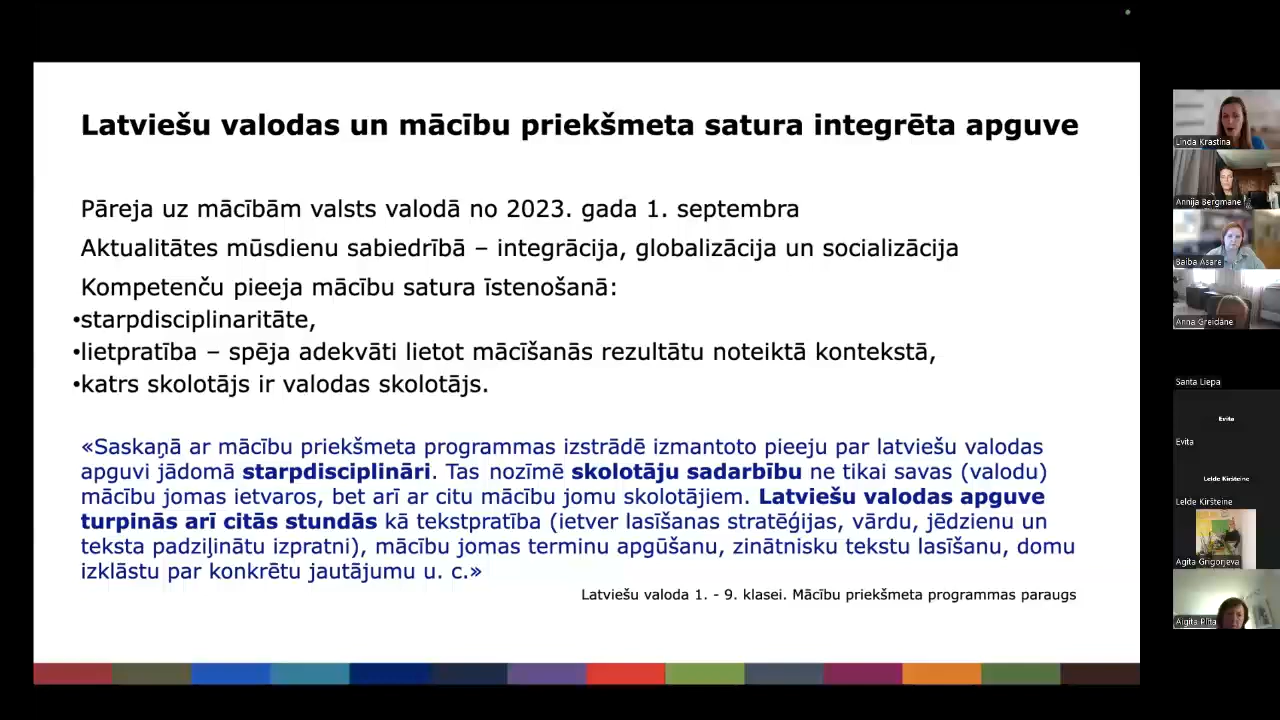 Latviešu valodas un mācību priekšmeta satura integrēta apguve
Pāreja uz mācībām valsts valodā no 2023. gada 1. septembra
Aktualitātes mūsdienu sabiedrībā – integrācija, globalizācija un socializācija
Kompetenču pieeja mācību satura īstenošanā:
•starpdisciplinaritāte,
•lietpratība – spēja adekvāti lietot mācīšanās rezultātu noteiktā kontekstā,
•katrs skolotājs ir valodas skolotājs.
«Saskaņā ar mācību priekšmeta programmas izstrādē izmantoto pieeju par latviešu valodas
apguvi jādomā starpdisciplināri. Tas nozīmē skolotāju sadarbību ne tikai savas (valodu)
mācību jomas ietvaros, bet arī ar citu mācību jomu skolotājiem. Latviešu valodas apguve
turpinās arī citās stundās kā tekstpratība (ietver lasīšanas stratēģijas, vārdu, jēdzienu un
teksta padziļinātu izpratni), mācību jomas terminu apgūšanu, zinātnisku tekstu lasīšanu, domu
izklāstu par konkrētu jautājumu u. c.»
Latviešu valoda 1. - 9. klasei. Mācību priekšmeta programmas paraugs
Linda Krastina
Annija Bergmane
Baiba Asare
Anna Greidāne
Santa Liepa
Evita
Evita
Lelde Kiršteine
Lelde Kiršteine
Agita Grigorjeva
Aigita Plīta